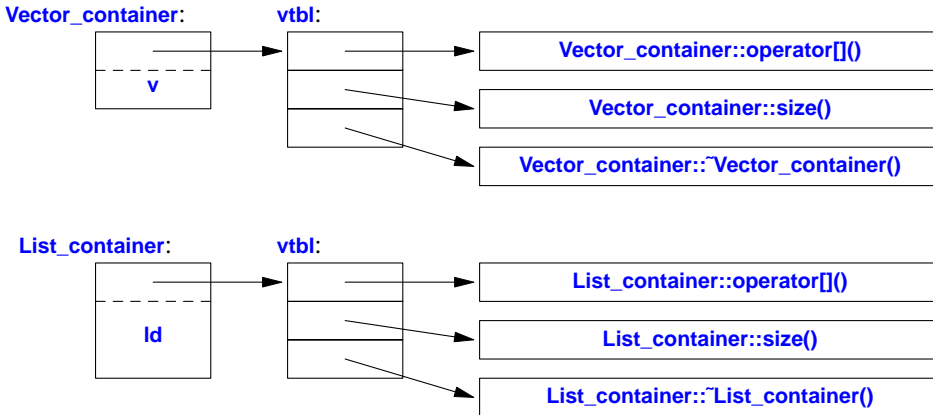 Vector_container: vtbl:
Vector_container::operator[]()
v
Vector_container::size()
Vector_container::~Vector_container()
List_container: vtbl:
List_container::operator[]()
ld
List_container::size()
List_container::~List_container()